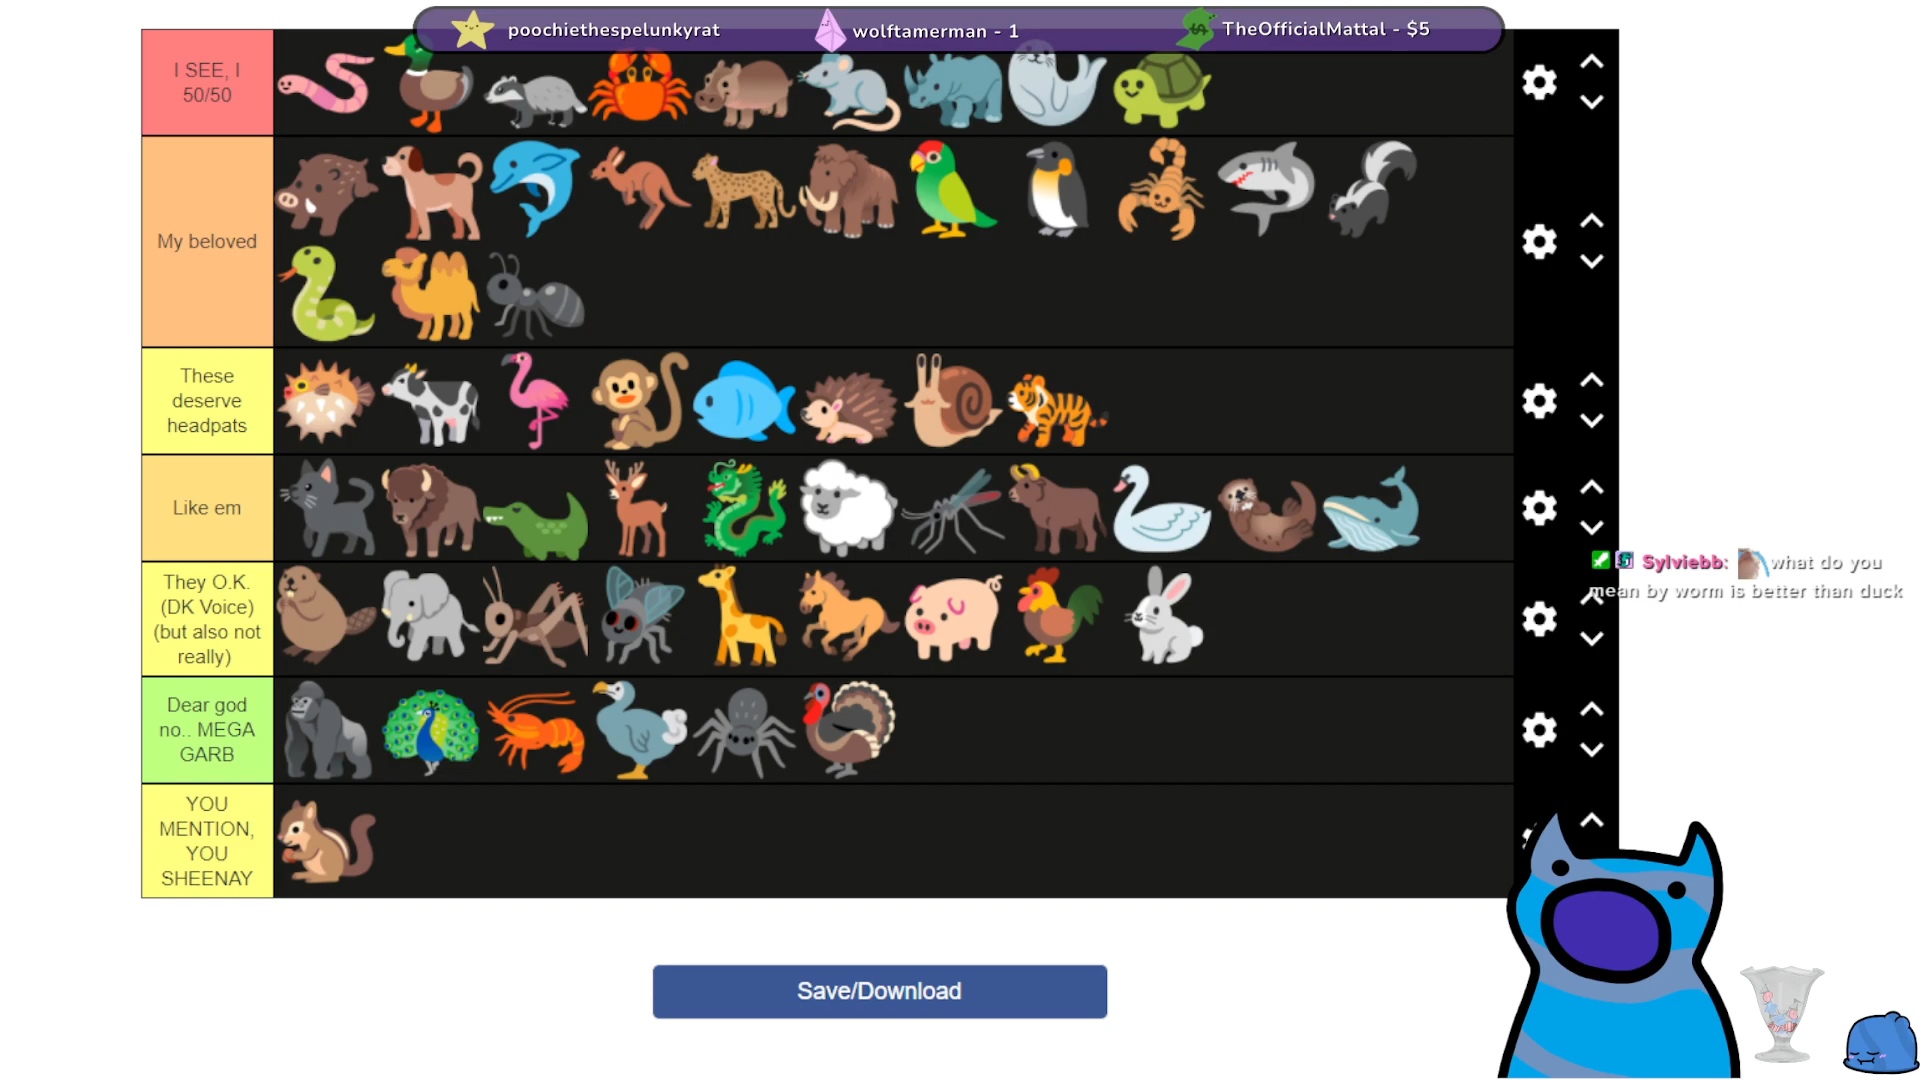 poochiethespelunkyrat
wolftamerman - 1
TheOfficialMattal - $5
I SEE, I
50/50
My beloved
These
deserve
headpats
Like em
They O.K.
(DK Voice)
(but also not
really)
Dear god
no.. MEGA
GARB
YOU
MENTION,
YOU
SHEENAY
Sylviebb: what do you
mean by worm is better than duck
Save/Download